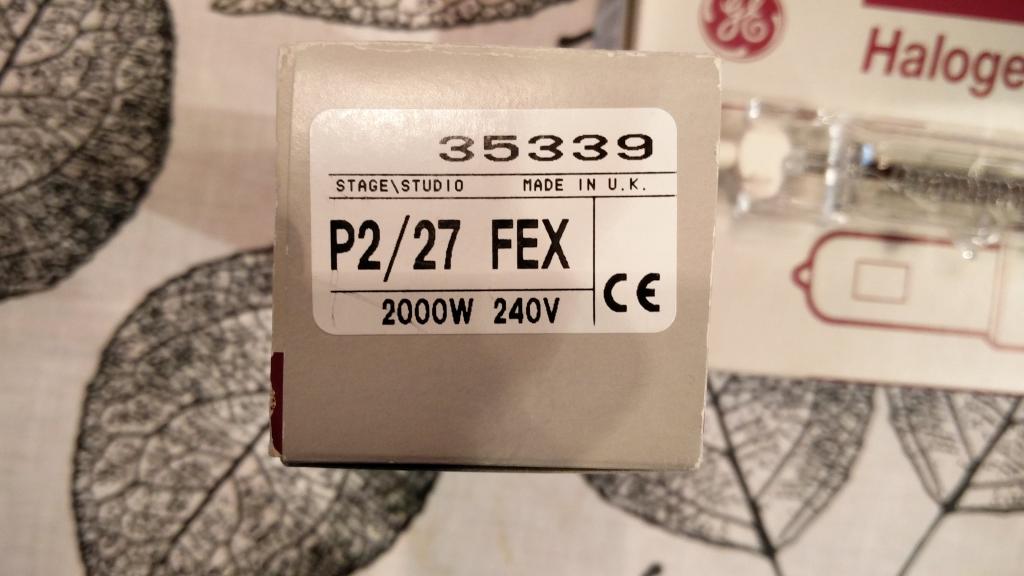 35339
STAGE\STUDIO MADE IN U.K.
P2/27 FEX
2000W 240V
CE
GE
Haloge